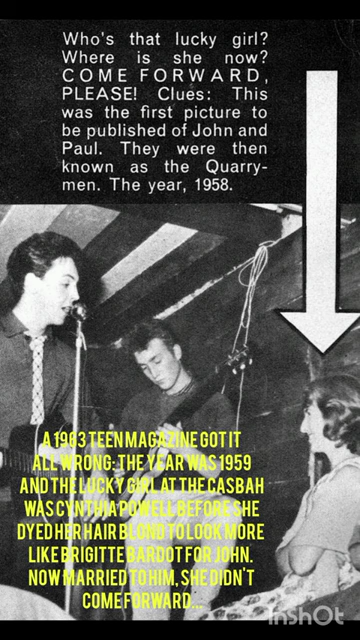 Who's that lucky girl?
Where is she now?
COME FORWARD,
PLEASE! Clues: This
was the first picture to
be published of John and
Paul. They were then
known as the Quarry-
men. The year, 1958.
A 1963 TEEN MAGAZINE GOT IT
ALL WRONG: THE YEAR WAS 1959
AND THE LUCKY GIRL AT THE CASBAH
WAS CYNTHIA POWELL BEFORE SHE
DYED HER HAIR BLOND TO LOOK MORE
LIKE BRIGITTE BARDOT FOR JOHN.
NOW MARRIED TO HIM, SHE DIDN'T
COME FORWARD...
InShOt